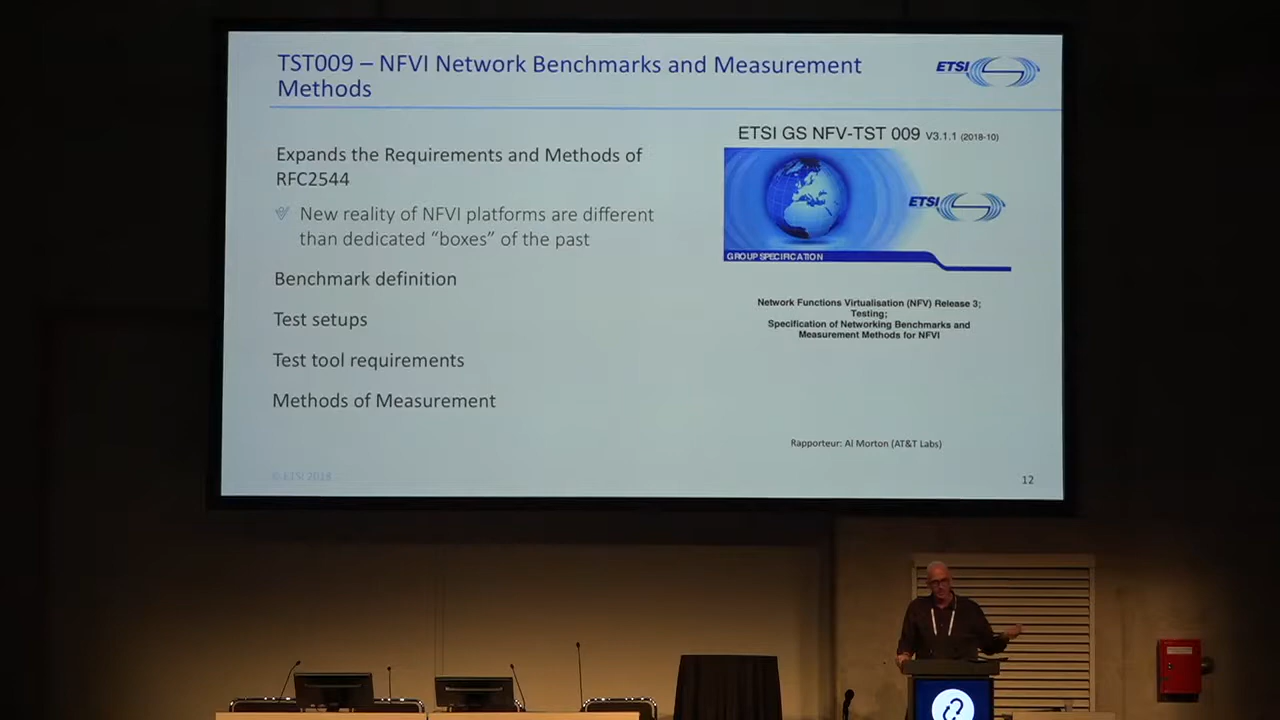 TST009 – NFVI Network Benchmarks and Measurement
Methods
ETSI
Expands the Requirements and Methods of
RFC2544
New reality of NFVI platforms are different
than dedicated “boxes” of the past
Benchmark definition
Test setups
Test tool requirements
Methods of Measurement
© ETSI 2018
ETSI GS NFV-TST 009 V3.1.1 (2018-10)
ETSI
GROUP SPECIFICATION
Network Functions Virtualisation (NFV) Release 3;
Testing;
Specification of Networking Benchmarks and
Measurement Methods for NFVI
Rapporteur: Al Morton (AT&T Labs)
12